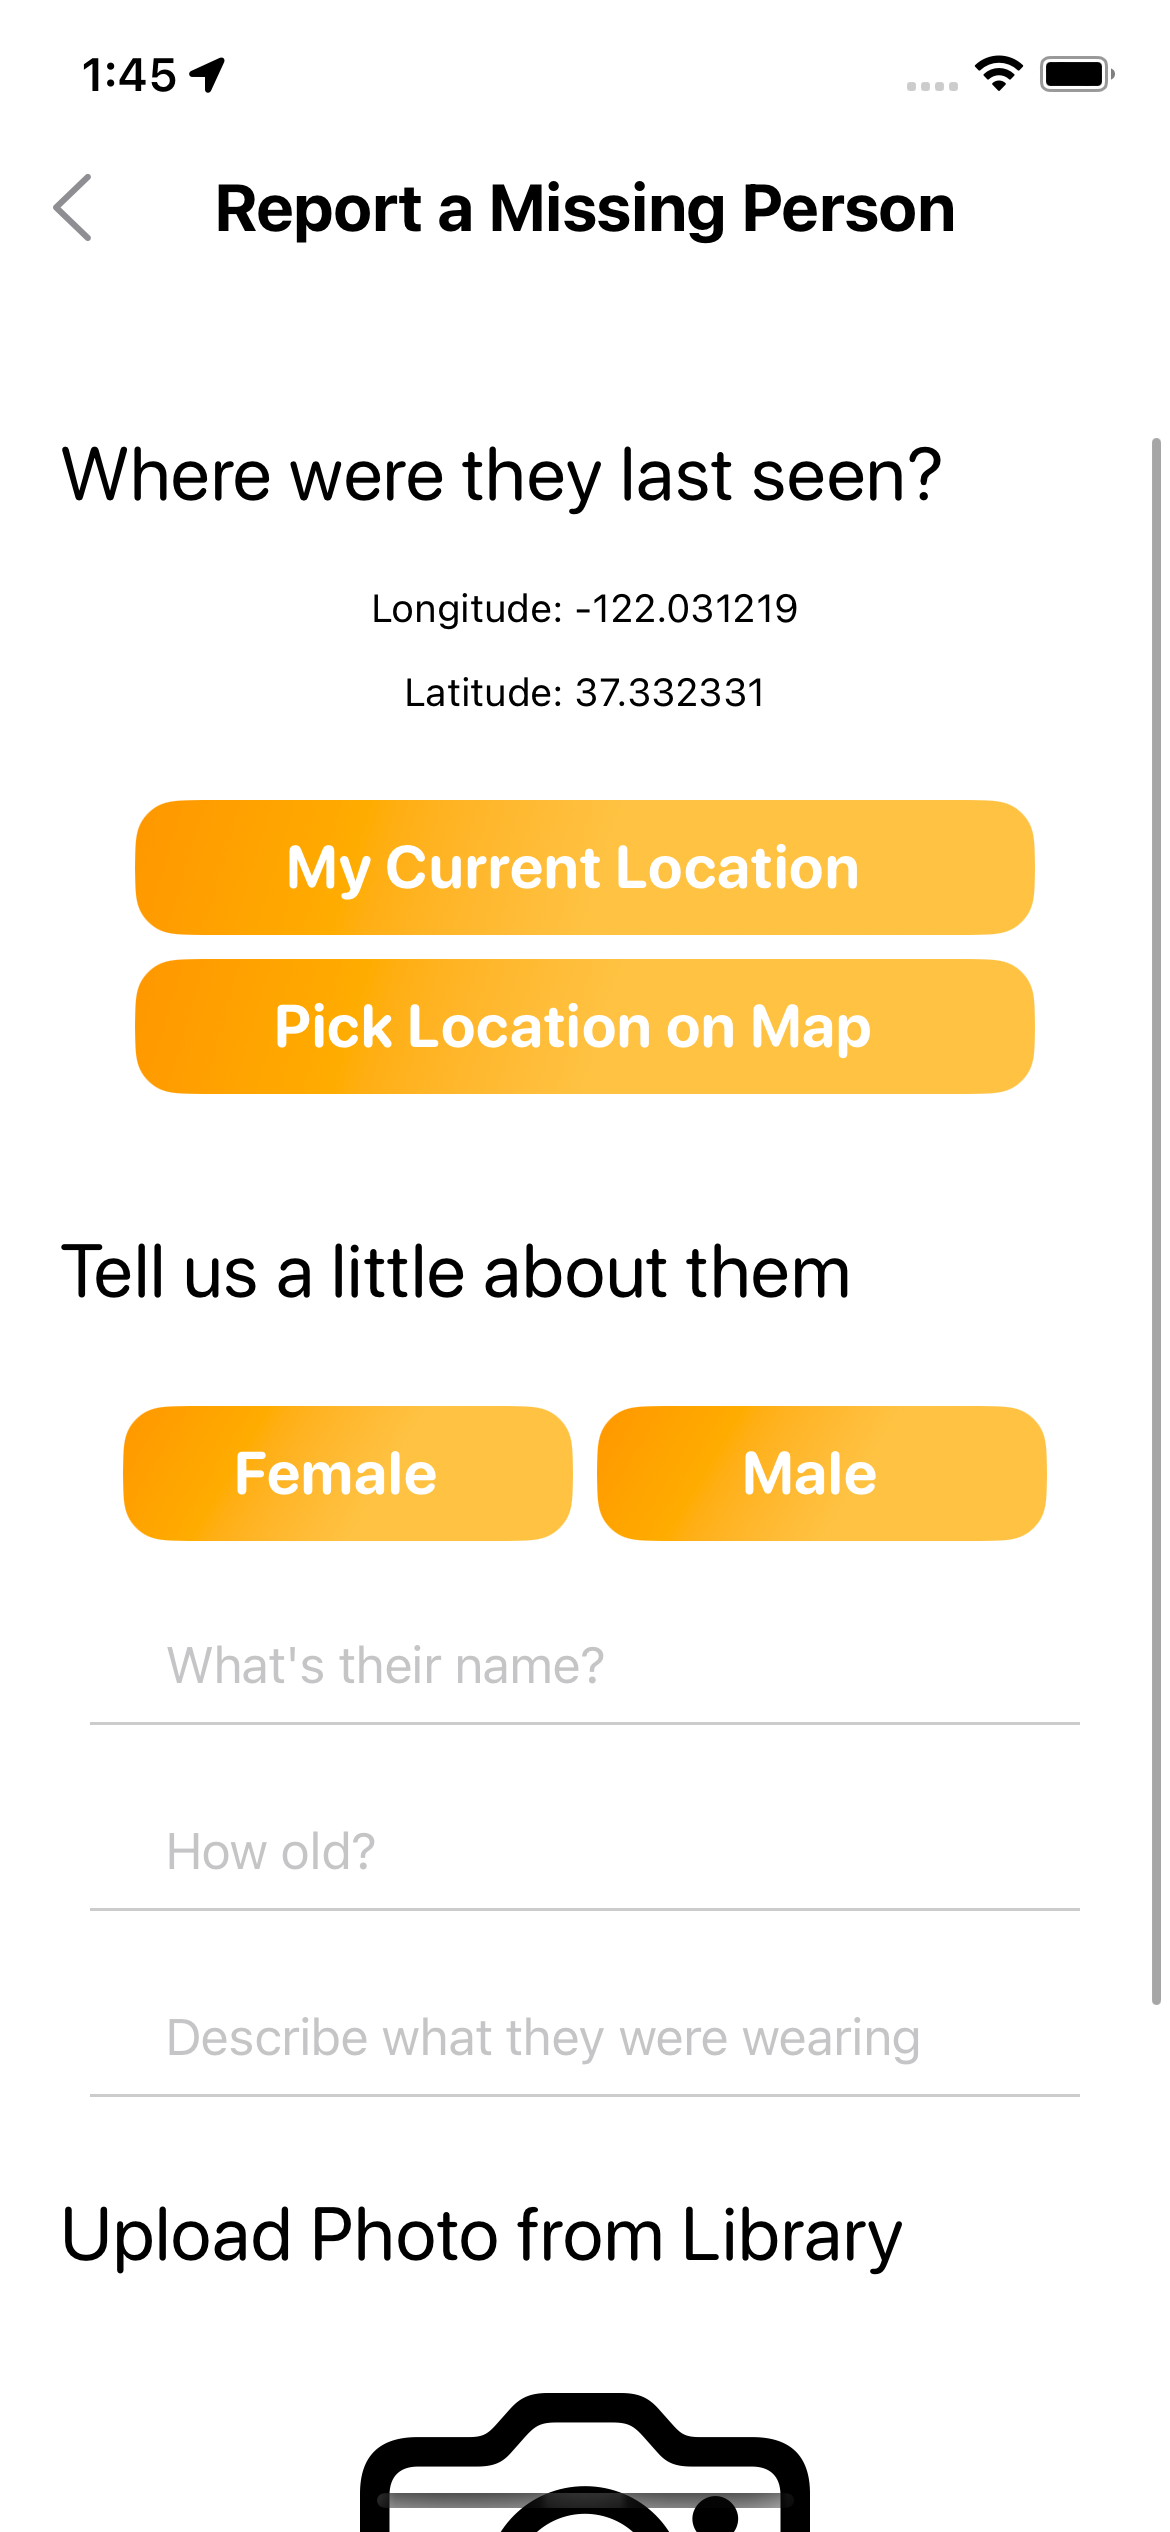 1:45
Report a Missing Person
Where were they last seen?
Longitude: -122.031219
Latitude: 37.332331
My Current Location
Pick Location on Map
Tell us a little about them
Female Male
What's their name?
How old?
Describe what they were wearing
Upload Photo from Library